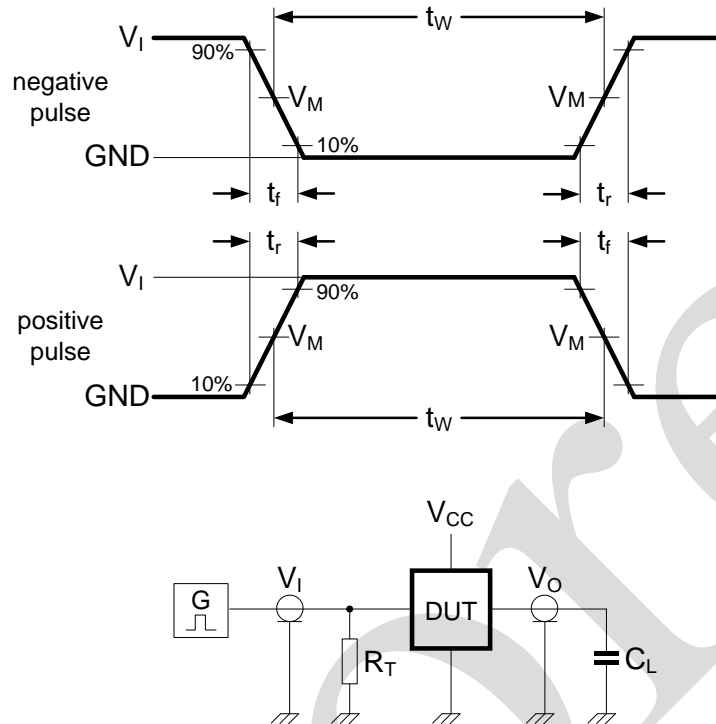 V_I
90%
t_W
negative
pulse
V_M
V_M
GND
10%
t_f
t_r
t_r
t_f
V_I
90%
positive
pulse
V_M
V_M
10%
GND
t_W
V_CC
V_I
V_O
G
DUT
R_T
C_L